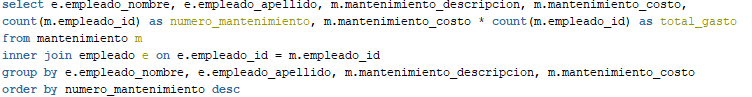 select e.empleado_nombre, e.empleado_apellido, m.mantenimiento_descripcion, m.mantenimiento_costo,
count(m.empleado_id) as numero_mantenimiento, m.mantenimiento_costo * count(m.empleado_id) as total_gasto
from mantenimiento m
inner join empleado e on e.empleado_id = m.empleado_id
group by e.empleado_nombre, e.empleado_apellido, m.mantenimiento_descripcion, m.mantenimiento_costo
order by numero_mantenimiento desc